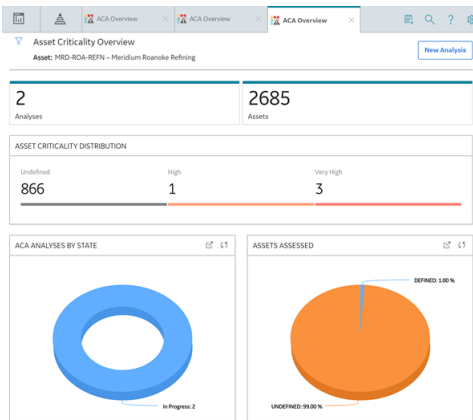 ACA Overview
ACA Overview
ACA Overview
?
Asset Criticality Overview
Asset: MRD-ROA-REFN – Meridium Roanoke Refining
New Analysis
2
Analyses
2685
Assets
ASSET CRITICALITY DISTRIBUTION
Undefined
High
Very High
866
1
3
ACA ANALYSES BY STATE
ASSETS ASSESSED
DEFINED: 1.00 %
In Progress: 2
UNDEFINED: 99.00 %